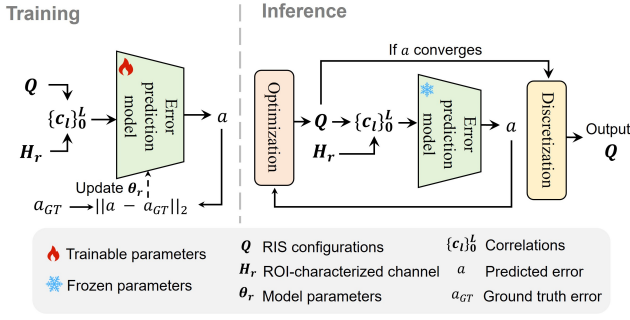 Training
Q
H_r
{c_l}_0^L
Error prediction model
a
Update θ_r
a_GT
||a − a_GT||_2
Inference
If a converges
Optimization
Q
H_r
{c_l}_0^L
Error prediction model
a
Discretization
Output
Q
Trainable parameters
Frozen parameters
Q RIS configurations
H_r ROI-characterized channel
θ_r Model parameters
{c_l}_0^L Correlations
a Predicted error
a_GT Ground truth error